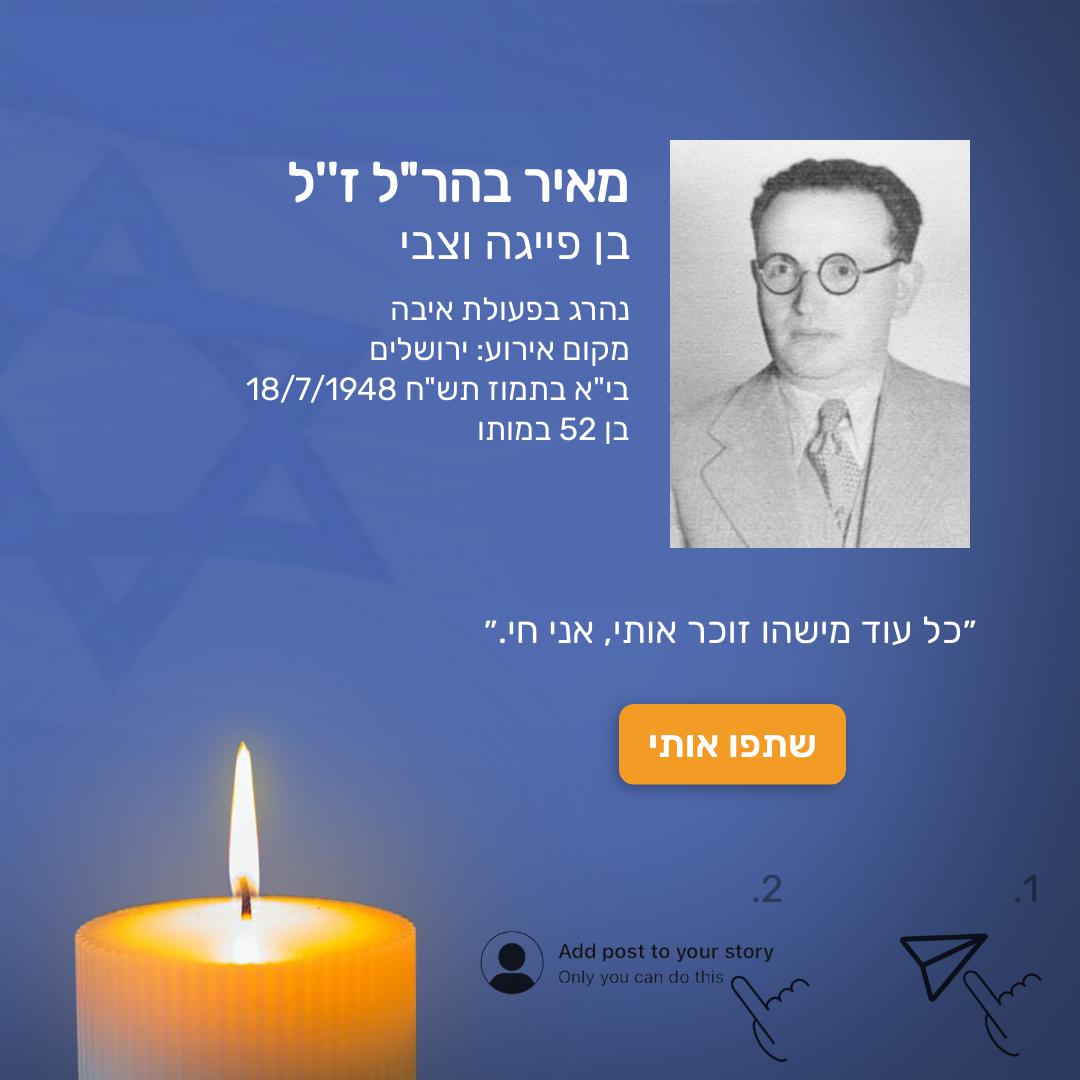 מאיר בהר"ל ז"ל
בן פייגה וצבי
נהרג בפעולת איבה
מקום אירוע: ירושלים
בי"א בתמוז תש"ח 18/7/1948
בן 52 במותו
״כל עוד מישהו זוכר אותי, אני חי.״
שתפו אותי
.1
.2
Add post to your story
Only you can do this